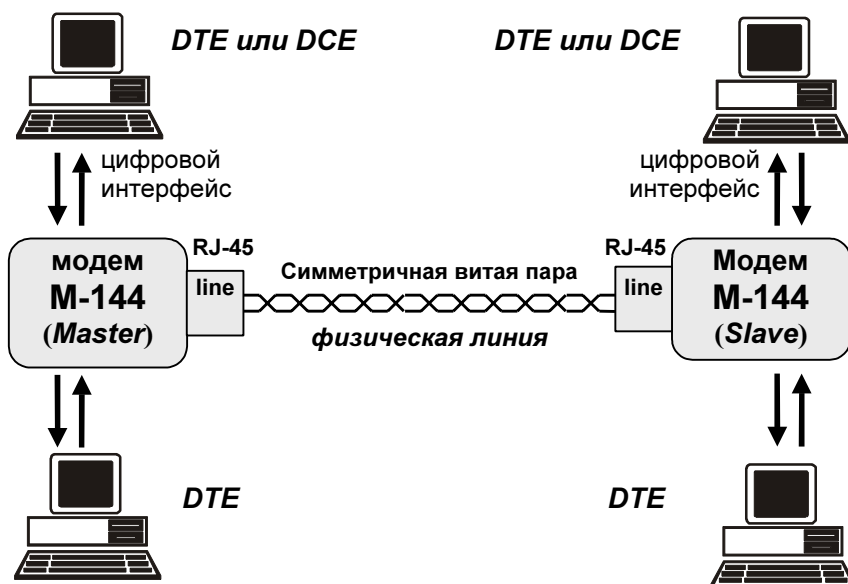 DTE или DCE
DTE или DCE
цифровой
интерфейс
цифровой
интерфейс
модем
М-144
(Master)
RJ-45
line
Симметричная витая пара
физическая линия
RJ-45
line
Модем
М-144
(Slave)
DTE
DTE